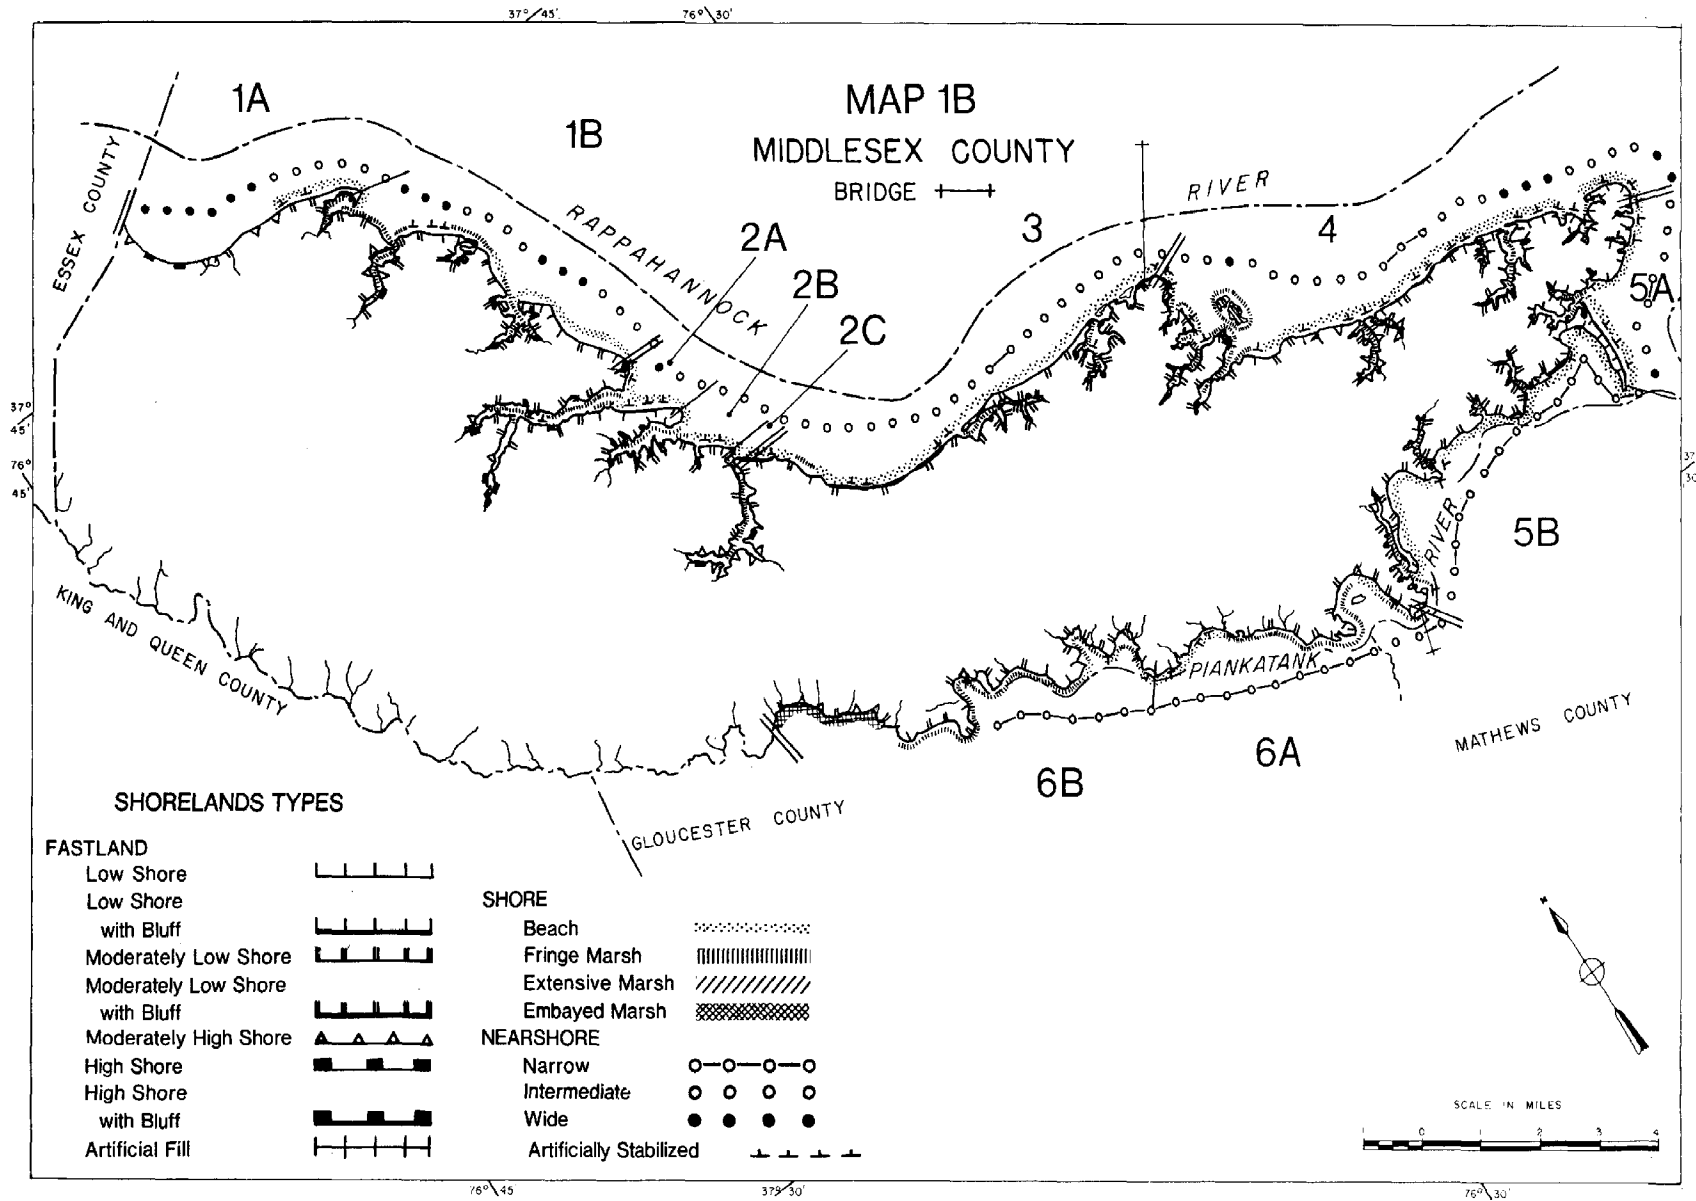 37° 45'
76° 30'
1A
1B
MAP 1B
MIDDLESEX COUNTY
BRIDGE
ESSEX COUNTY
RAPPAHANNOCK
RIVER
2A
2B
2C
3
4
5A
37°
45'
76°
45'
37
30
RIVER
5B
KING AND QUEEN COUNTY
PIANKATANK
MATHEWS COUNTY
6A
6B
GLOUCESTER COUNTY
SHORELANDS TYPES
FASTLAND
Low Shore
Low Shore
with Bluff
Moderately Low Shore
Moderately Low Shore
with Bluff
Moderately High Shore
High Shore
High Shore
with Bluff
Artificial Fill
SHORE
Beach
Fringe Marsh
Extensive Marsh
Embayed Marsh
NEARSHORE
Narrow
Intermediate
Wide
Artificially Stabilized
N
SCALE IN MILES
1 0 1 2 3 4
76° 45
37° 30'
76° 30'